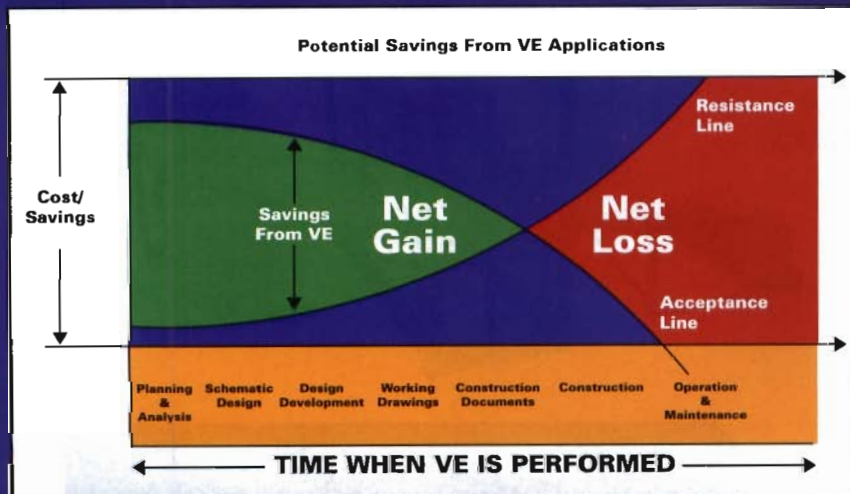 Potential Savings From VE Applications
Resistance
Line
Cost/
Savings
Savings
From VE
Net
Gain
Net
Loss
Acceptance
Line
Planning
&
Analysis
Schematic
Design
Design
Development
Working
Drawings
Construction
Documents
Construction
Operation
&
Maintenance
TIME WHEN VE IS PERFORMED